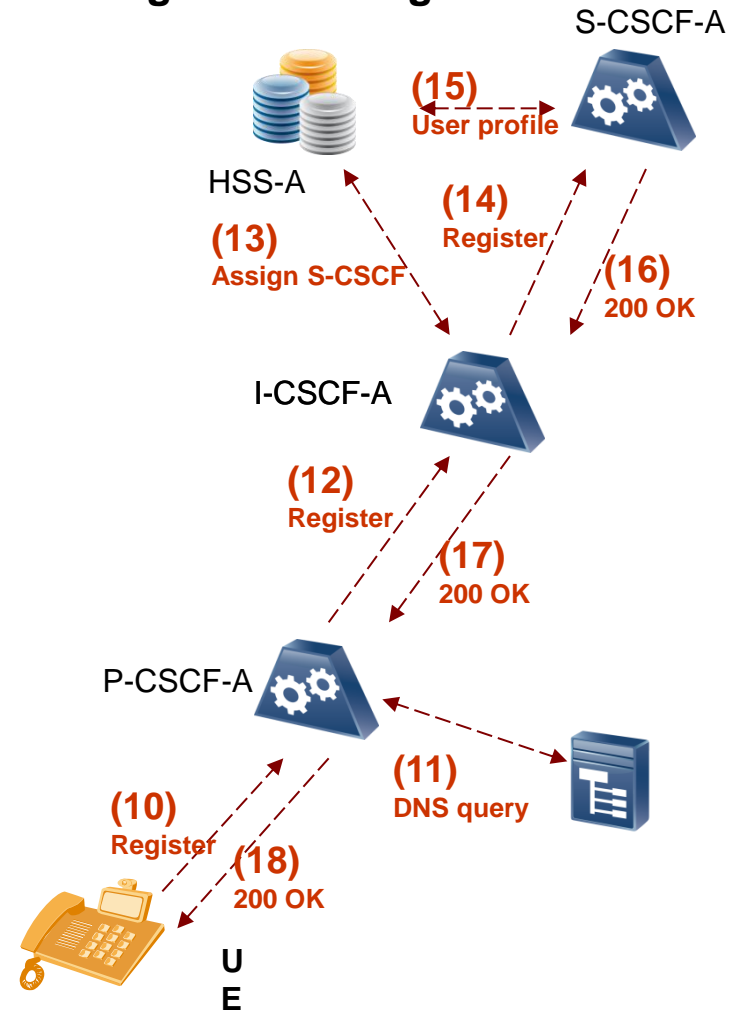 S-CSCF-A
(15)
User profile
HSS-A
(14)
Register
(13)
Assign S-CSCF
(16)
200 OK
I-CSCF-A
(12)
Register
(17)
200 OK
P-CSCF-A
(11)
DNS query
(10)
Register
(18)
200 OK
U
E